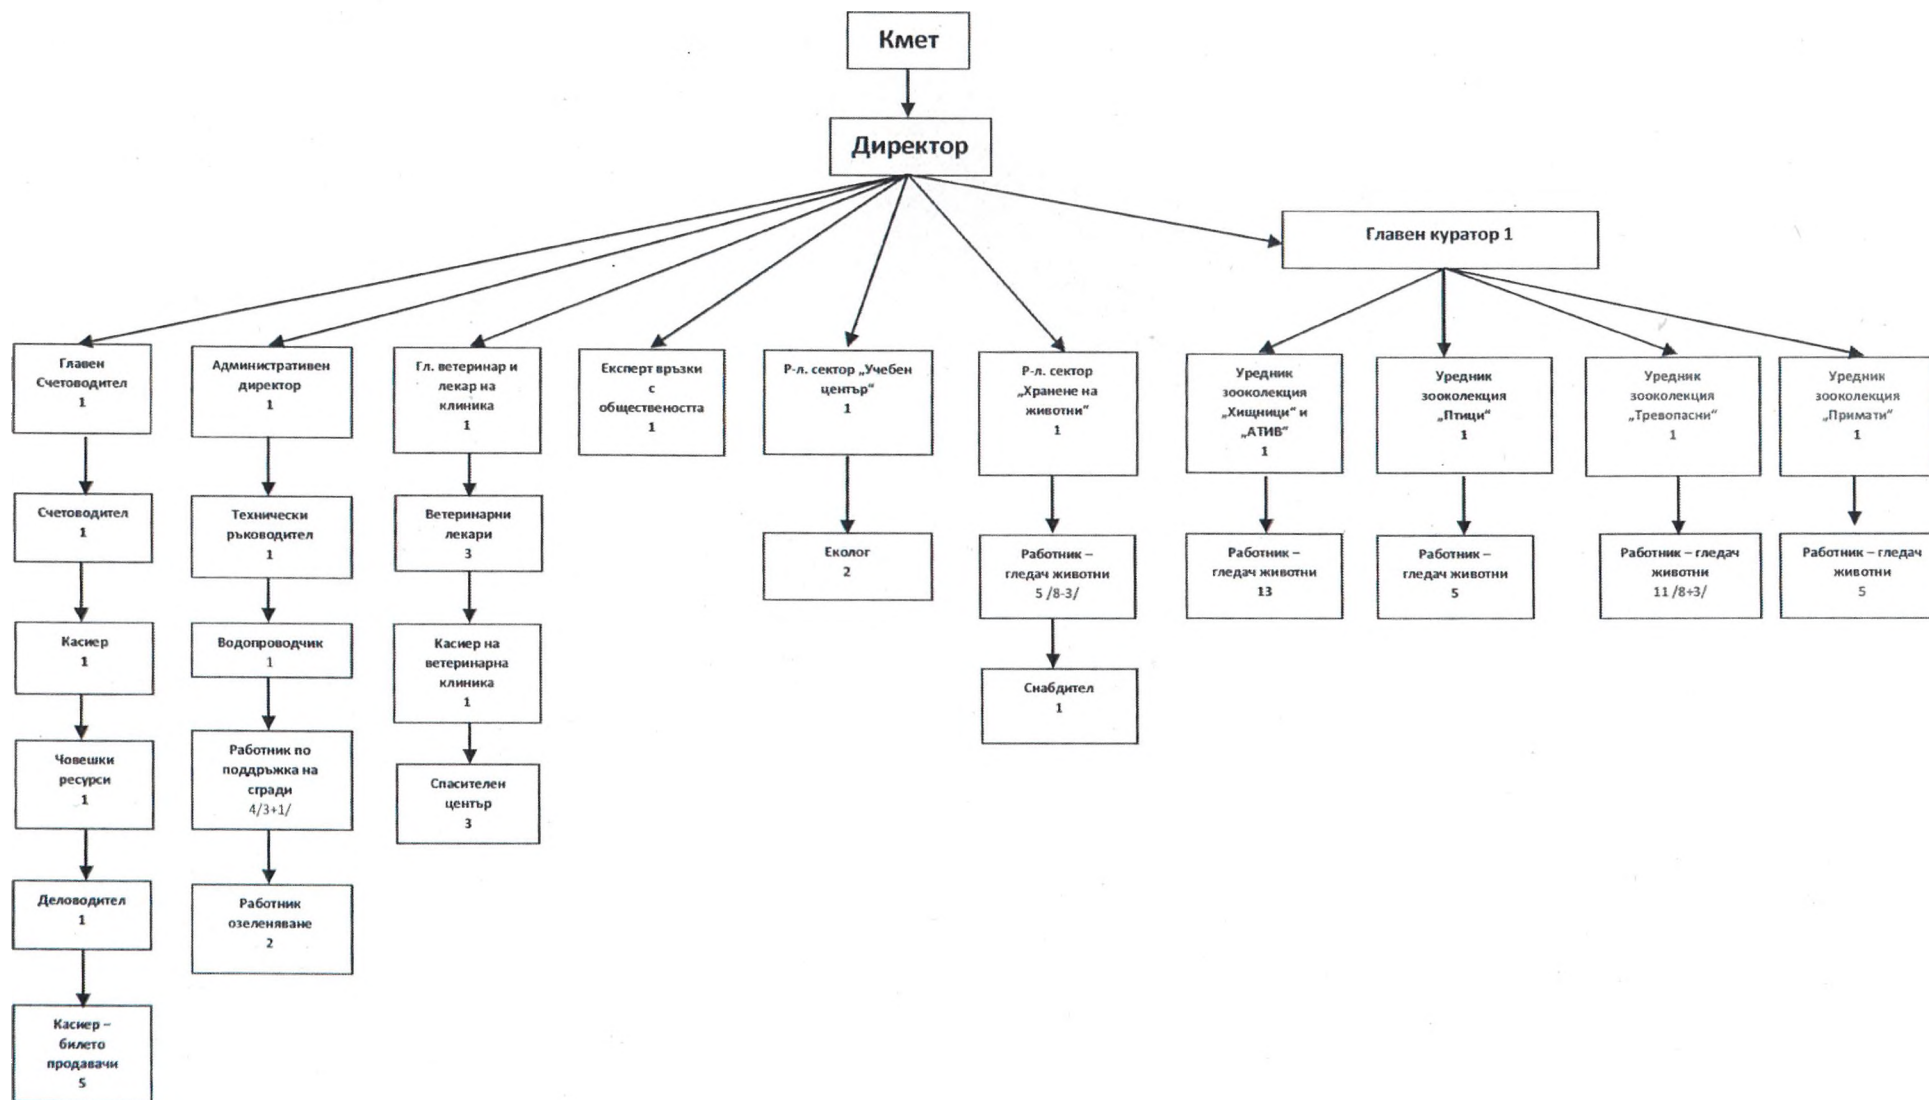 Кмет
Директор
Главен куратор 1
Главен
Счетоводител
1
Административен
директор
1
Гл. ветеринар и
лекар на
клиника
1
Експерт връзки
с
обществеността
1
Р-л. сектор „Учебен
център“
1
Р-л. сектор
„Хранене на
животни“
1
Уредник
зооколекция
„Хищници“ и
„АТИВ“
1
Уредник
зооколекция
„Птици“
1
Уредник
зооколекция
„Тревопасни“
1
Уредник
зооколекция
„Примати“
1
Счетоводител
1
Технически
ръководител
1
Ветеринарни
лекари
3
Еколог
2
Работник –
гледач животни
5 /8-3/
Работник –
гледач животни
13
Работник –
гледач животни
5
Работник – гледач
животни
11 /8+3/
Работник – гледач
животни
5
Касиер
1
Водопроводчик
1
Касиер на
ветеринарна
клиника
1
Снабдител
1
Човешки
ресурси
1
Работник по
поддръжка на
сгради
4/3+1/
Спасителен
център
3
Деловодител
1
Работник
озеленяване
2
Касиер –
билето
продавачи
5